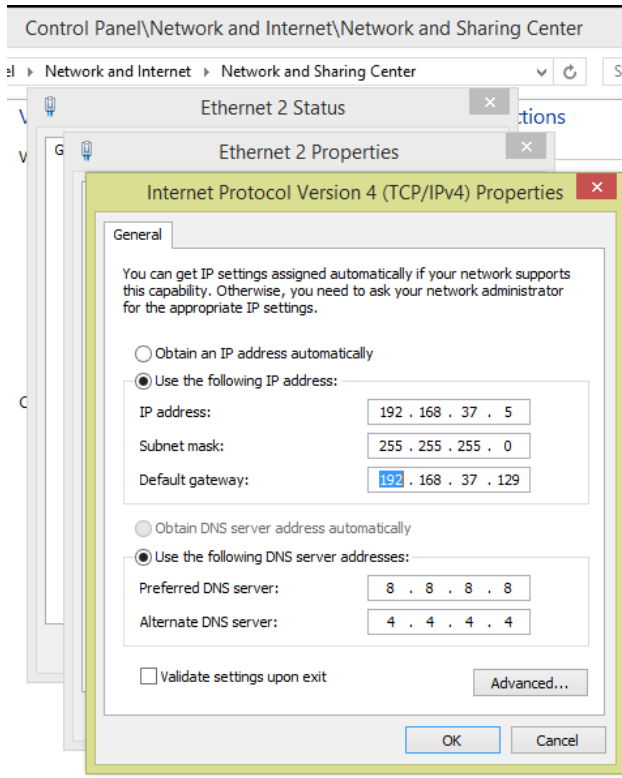 Control Panel\Network and Internet\Network and Sharing Center
Network and Internet Network and Sharing Center
Ethernet 2 Status
Ethernet 2 Properties
Internet Protocol Version 4 (TCP/IPv4) Properties
General
You can get IP settings assigned automatically if your network supports
this capability. Otherwise, you need to ask your network administrator
for the appropriate IP settings.
Obtain an IP address automatically
Use the following IP address:
IP address: 192 . 168 . 37 . 5
Subnet mask: 255 . 255 . 255 . 0
Default gateway: 192 . 168 . 37 . 129
Obtain DNS server address automatically
Use the following DNS server addresses:
Preferred DNS server: 8 . 8 . 8 . 8
Alternate DNS server: 4 . 4 . 4 . 4
Validate settings upon exit
Advanced...
OK Cancel